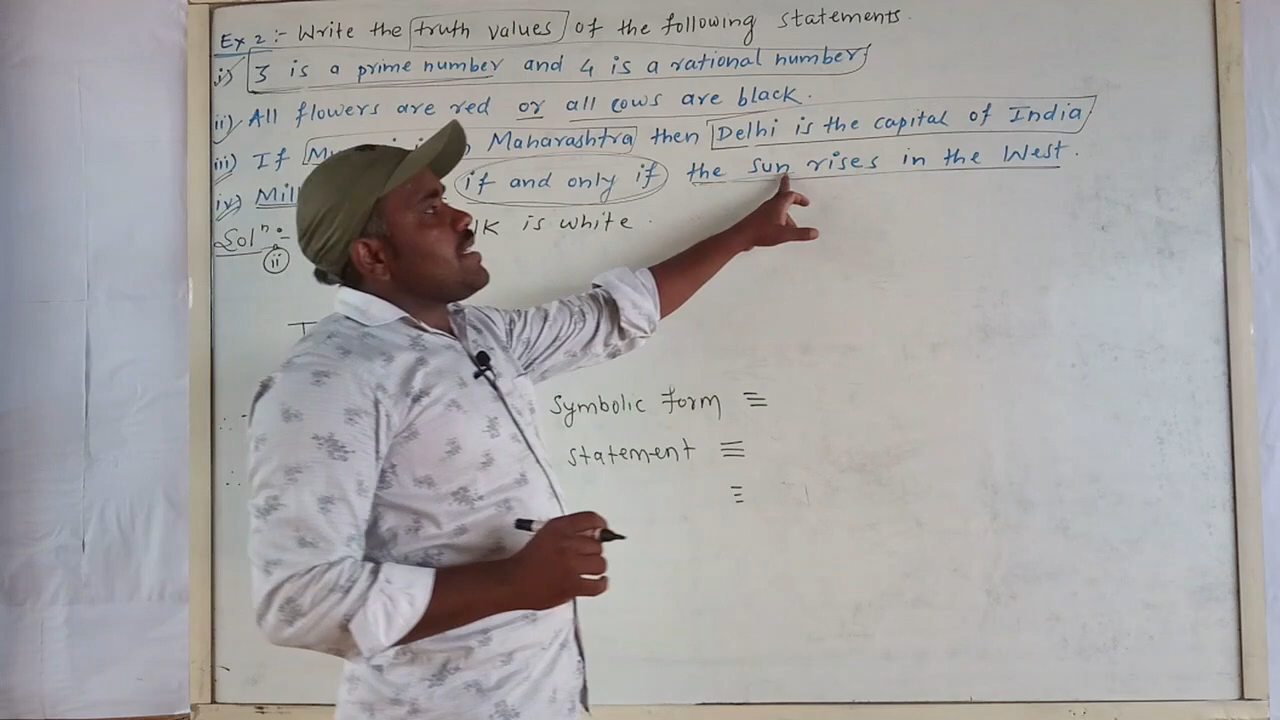 Ex 2 :- Write the truth values of the following statements.
i) 3 is a prime number and 4 is a rational number
ii) All flowers are red or all cows are black.
iii) If Maharashtra then Delhi is the capital of India
iv) if and only if the sun rises in the West.
Solⁿ :- is white.
ii
symbolic form ≡
statement ≡
≡